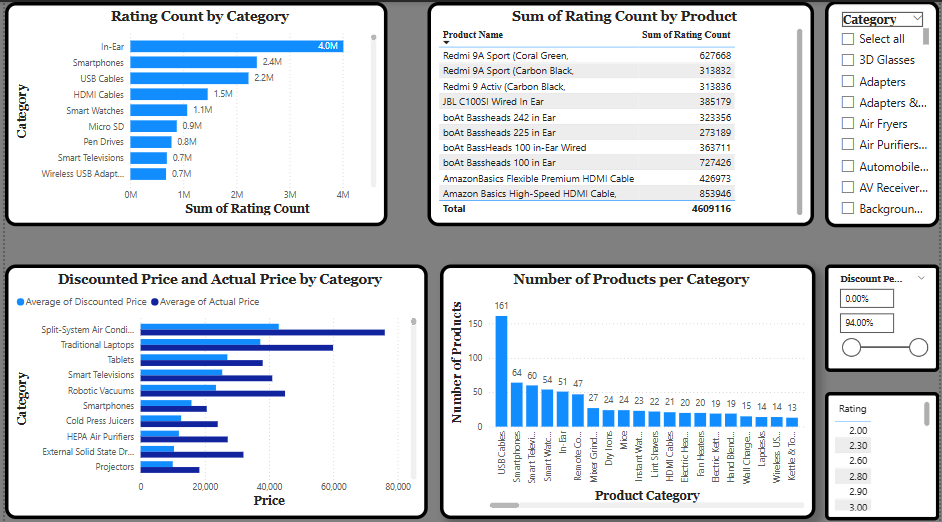 Rating Count by Category
Category
In-Ear 4.0M
Smartphones 2.4M
USB Cables 2.2M
HDMI Cables 1.5M
Smart Watches 1.1M
Micro SD 0.9M
Pen Drives 0.8M
Smart Televisions 0.7M
Wireless USB Adapt... 0.7M
0M 1M 2M 3M 4M
Sum of Rating Count
Sum of Rating Count by Product
Product Name Sum of Rating Count
Redmi 9A Sport (Coral Green, 627668
Redmi 9A Sport (Carbon Black, 313832
Redmi 9 Activ (Carbon Black, 313836
JBL C100SI Wired In Ear 385179
boAt Bassheads 242 in Ear 323356
boAt Bassheads 225 in Ear 273189
boAt BassHeads 100 in-Ear Wired 363711
boAt Bassheads 100 in Ear 727426
AmazonBasics Flexible Premium HDMI Cable 426973
Amazon Basics High-Speed HDMI Cable, 853946
Total 4609116
Category
Select all
3D Glasses
Adapters
Adapters &...
Air Fryers
Air Purifiers...
Automobile...
AV Receiver...
Backgroun...
Discounted Price and Actual Price by Category
Average of Discounted Price Average of Actual Price
Category
Split-System Air Condi...
Traditional Laptops
Tablets
Smart Televisions
Robotic Vacuums
Smartphones
Cold Press Juicers
HEPA Air Purifiers
External Solid State Dr...
Projectors
0 20,000 40,000 60,000 80,000
Price
Number of Products per Category
Number of Products
150
100
50
0
161 64 60 54 51 47 27 24 24 23 22 21 20 20 19 19 15 14 14 13
USB Cables
Smartphones
Smart Televi...
Smart Watc...
In-Ear
Remote Co...
Mixer Grind...
Dry Irons
Mice
Instant Wat...
Lint Shavers
HDMI Cables
Electric Hea...
Fan Heaters
Electric Kett...
Hand Blend...
Wall Charge...
Lapdesks
Wireless US...
Kettle & To...
Product Category
Discount Pe...
0.00%
94.00%
Rating
2.00
2.30
2.60
2.80
2.90
3.00